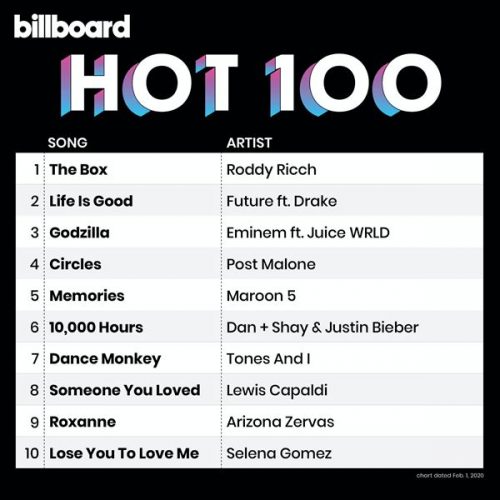 billboard
HOT 100
SONG ARTIST
1 The Box Roddy Ricch
2 Life Is Good Future ft. Drake
3 Godzilla Eminem ft. Juice WRLD
4 Circles Post Malone
5 Memories Maroon 5
6 10,000 Hours Dan + Shay & Justin Bieber
7 Dance Monkey Tones And I
8 Someone You Loved Lewis Capaldi
9 Roxanne Arizona Zervas
10 Lose You To Love Me Selena Gomez
chart dated Feb. 1, 2020